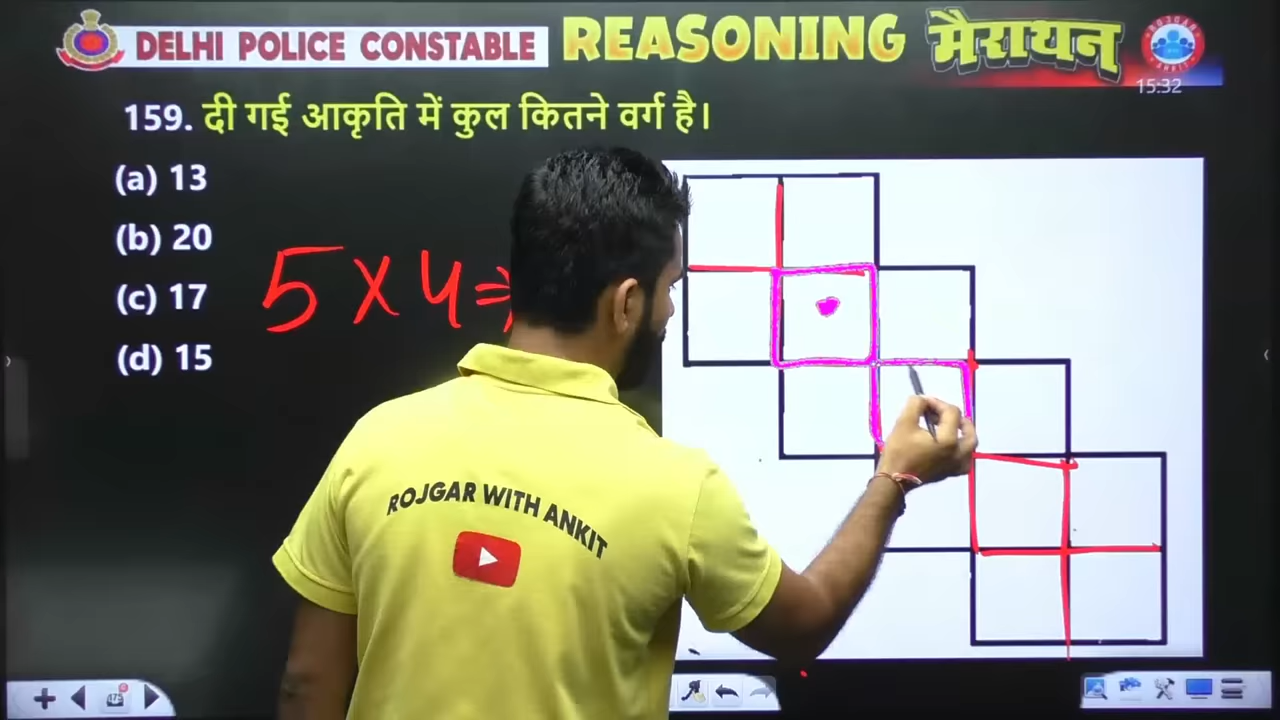 DELHI POLICE CONSTABLE REASONING मैराथन
15:32
159. दी गई आकृति में कुल कितने वर्ग है।
(a) 13
(b) 20
(c) 17
(d) 15
5 × 4 ⇒
ROJGAR WITH ANKIT